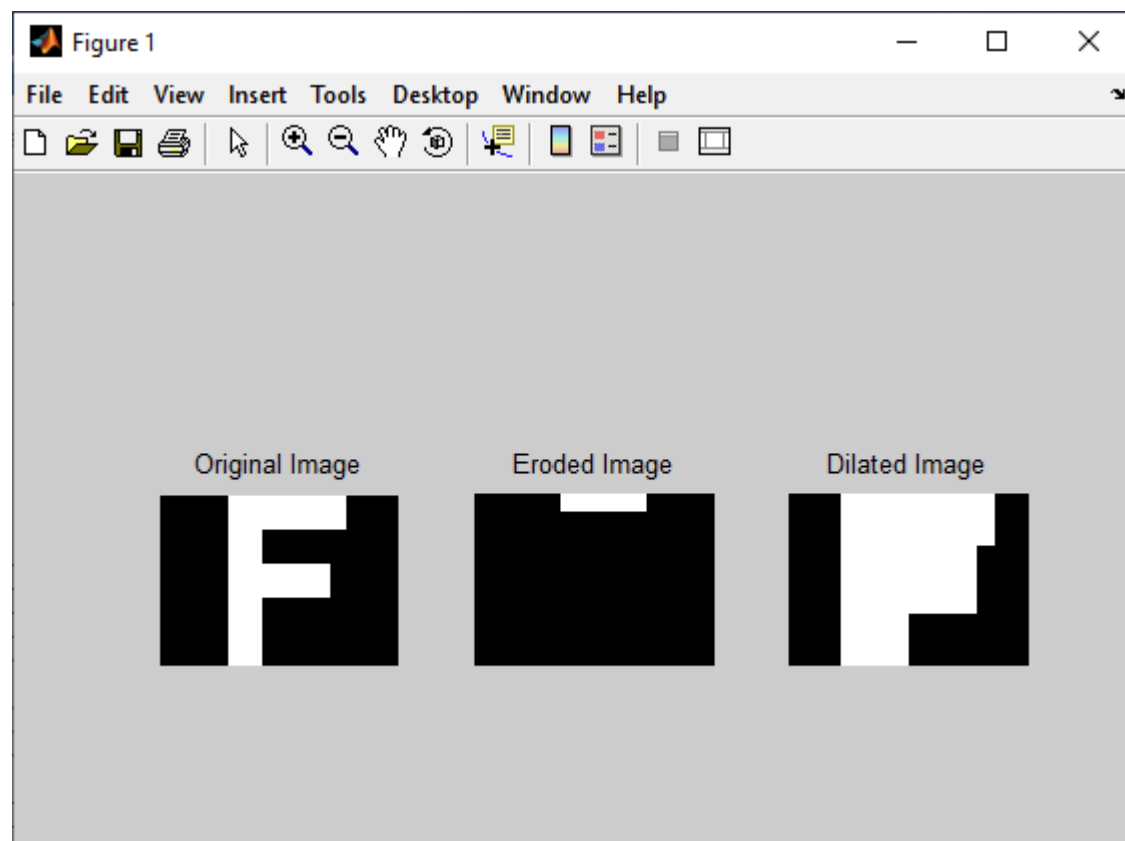 Figure 1
File Edit View Insert Tools Desktop Window Help
Original Image Eroded Image Dilated Image
F